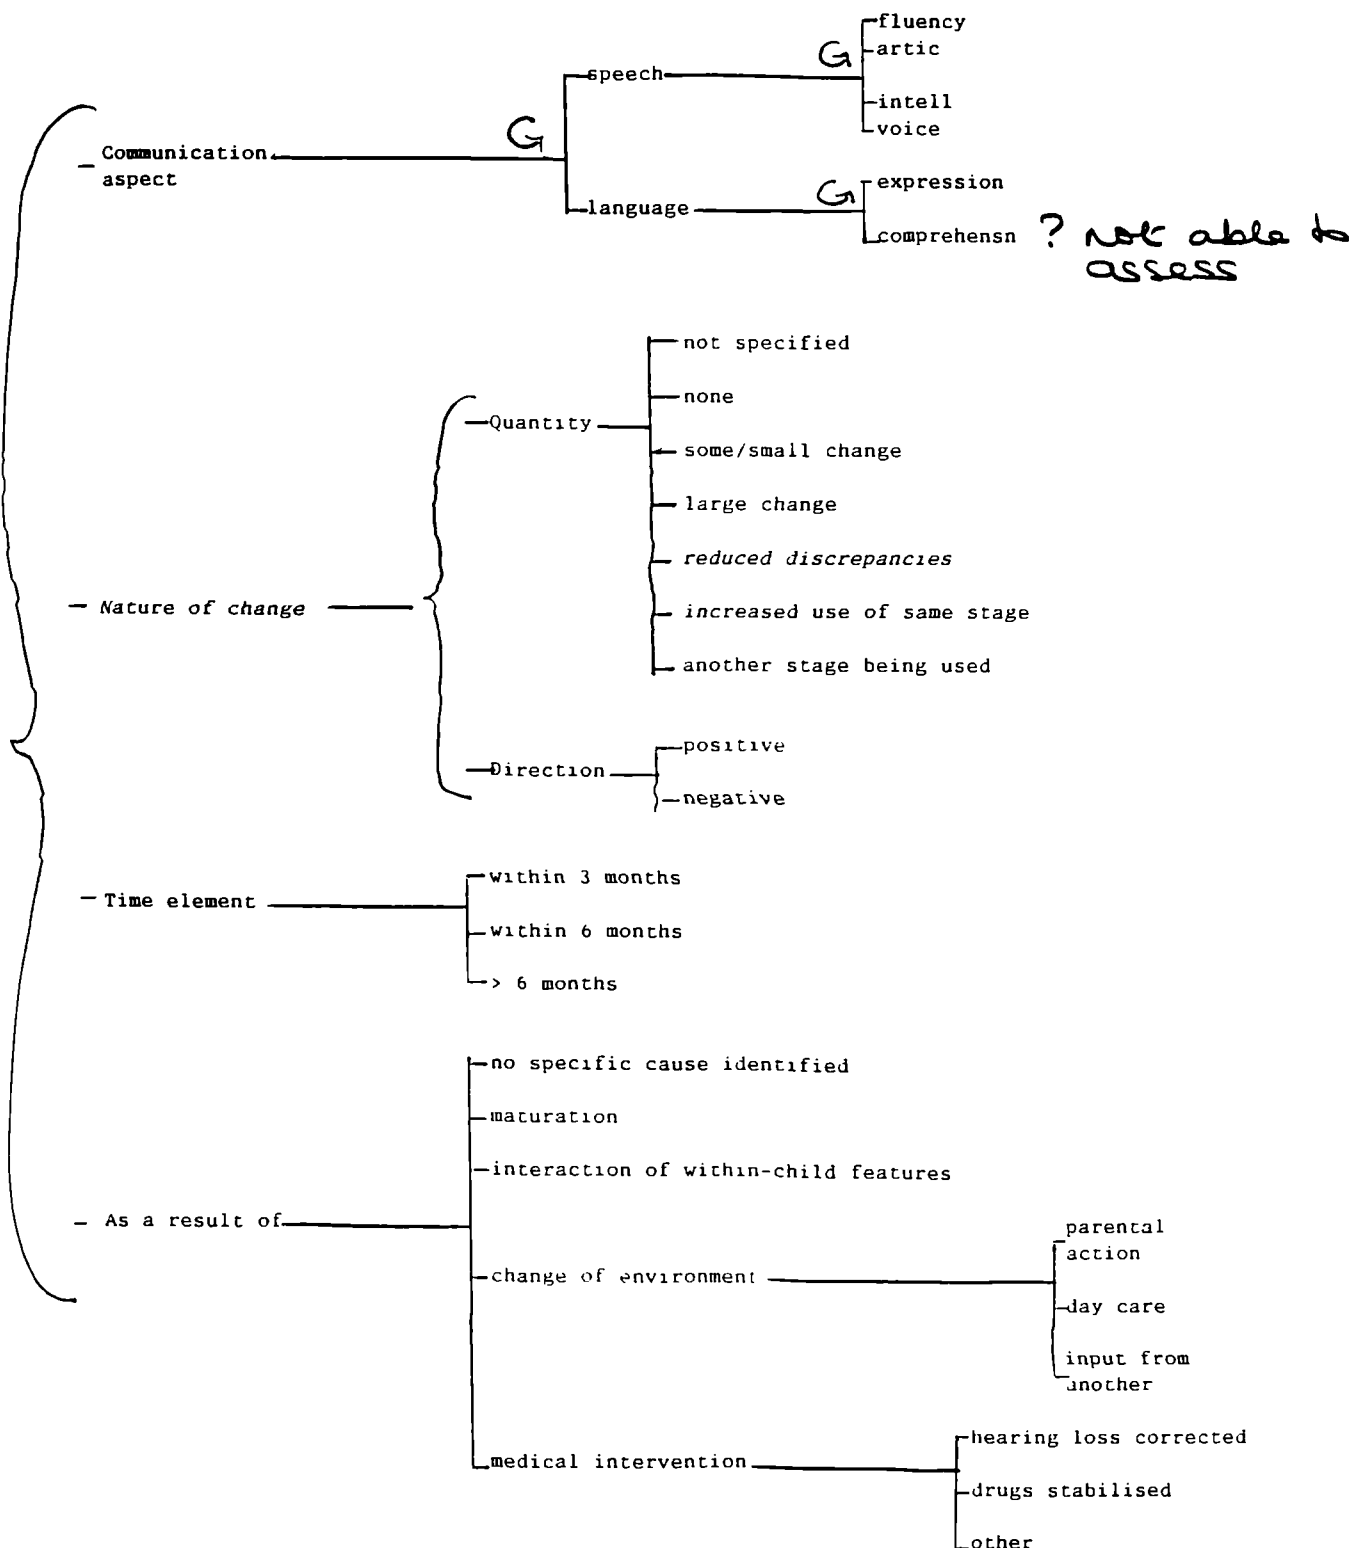 fluency
G artic
speech
intell
G voice
Communication
aspect
G expression
language
comprehensn ? not able to
assess
not specified
none
Quantity
some/small change
large change
reduced discrepancies
Nature of change
increased use of same stage
another stage being used
positive
Direction
negative
within 3 months
Time element
within 6 months
> 6 months
no specific cause identified
maturation
interaction of within-child features
As a result of
parental
action
change of environment
day care
input from
another
hearing loss corrected
medical intervention
drugs stabilised
other